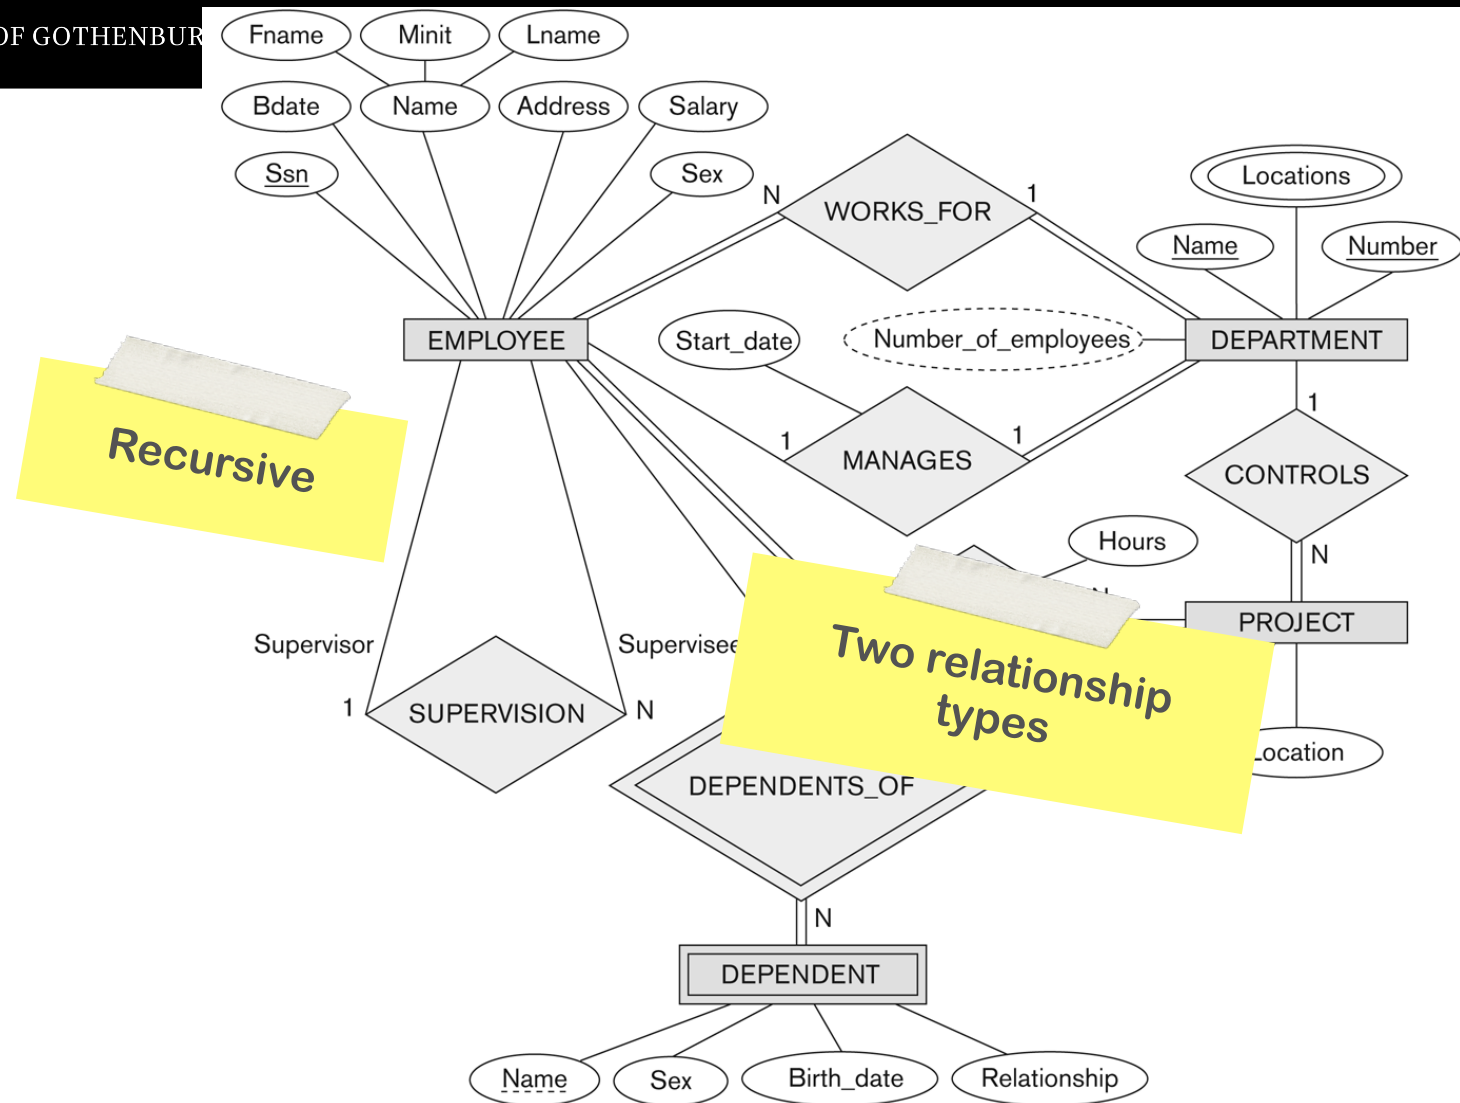 OF GOTHENBUR
Fname Minit Lname
Bdate Name Address Salary
Ssn Sex
N WORKS_FOR 1
Locations
Name Number
EMPLOYEE
Start_date
Number_of_employees
DEPARTMENT
1 MANAGES 1
1
CONTROLS
N
Recursive
Hours
N
PROJECT
Supervisor
Supervisee
1 SUPERVISION N
Two relationship
types
Location
DEPENDENTS_OF
N
DEPENDENT
Name Sex Birth_date Relationship